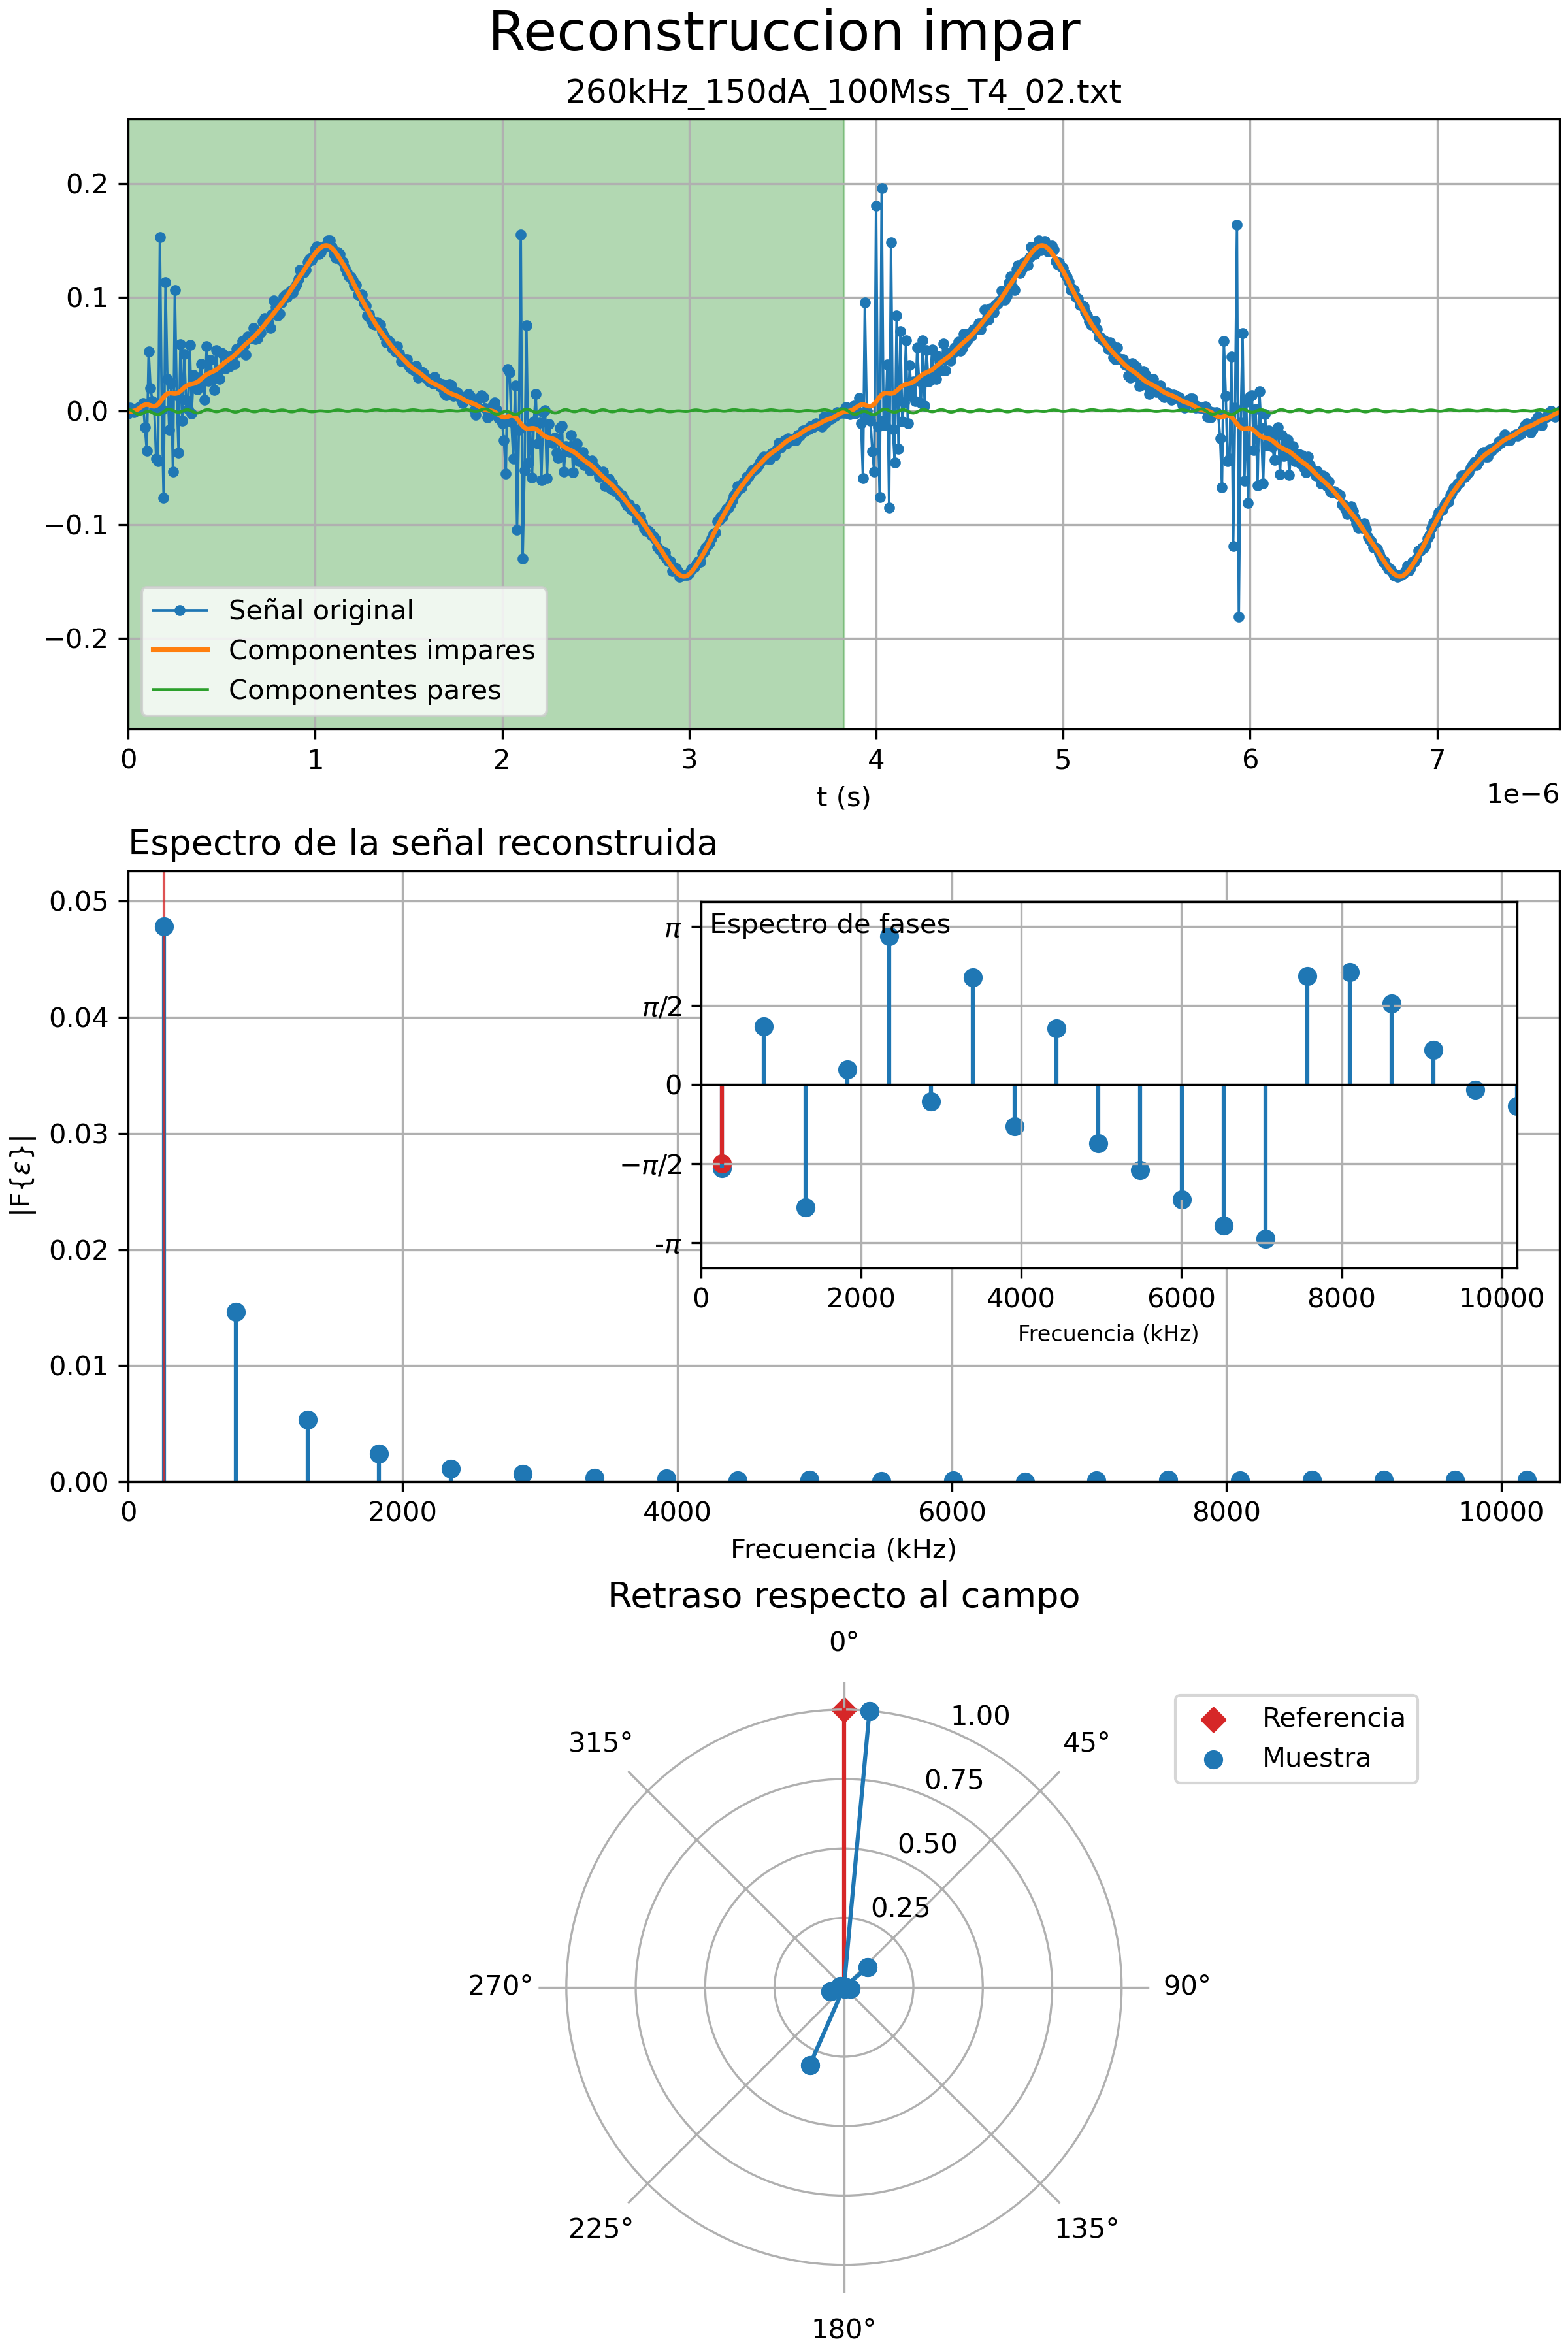 Reconstruccion impar
260kHz_150dA_100Mss_T4_02.txt
0.2
0.1
0.0
−0.1
−0.2
Señal original
Componentes impares
Componentes pares
0 1 2 3 4 5 6 7
t (s)
1e−6
Espectro de la señal reconstruida
0.05
0.04
0.03
0.02
0.01
0.00
|F{ε}|
Espectro de fases
π
π/2
0
−π/2
-π
0 2000 4000 6000 8000 10000
Frecuencia (kHz)
0 2000 4000 6000 8000 10000
Frecuencia (kHz)
Retraso respecto al campo
0°
45°
90°
135°
180°
225°
270°
315°
1.00
0.75
0.50
0.25
Referencia
Muestra